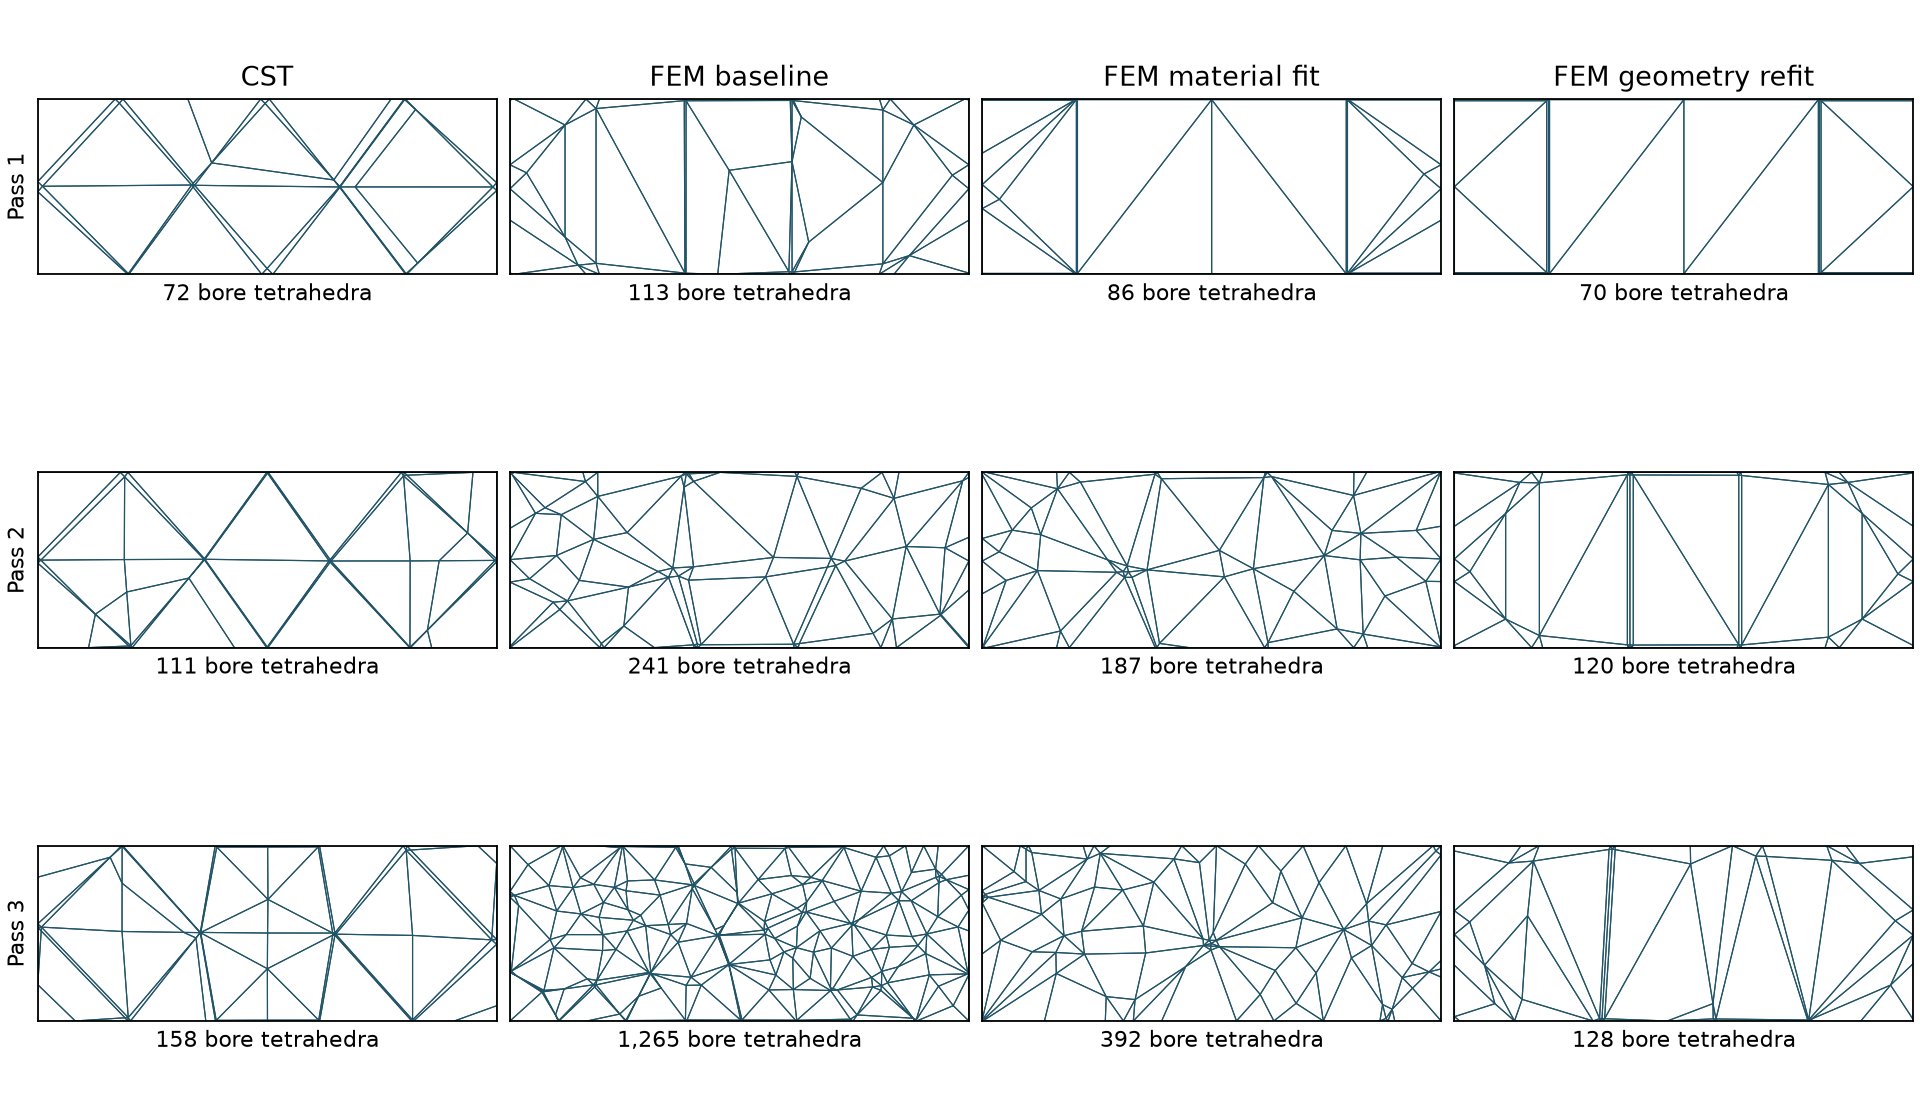 CST
FEM baseline
FEM material fit
FEM geometry refit
Pass 1
72 bore tetrahedra
113 bore tetrahedra
86 bore tetrahedra
70 bore tetrahedra
Pass 2
111 bore tetrahedra
241 bore tetrahedra
187 bore tetrahedra
120 bore tetrahedra
Pass 3
158 bore tetrahedra
1,265 bore tetrahedra
392 bore tetrahedra
128 bore tetrahedra